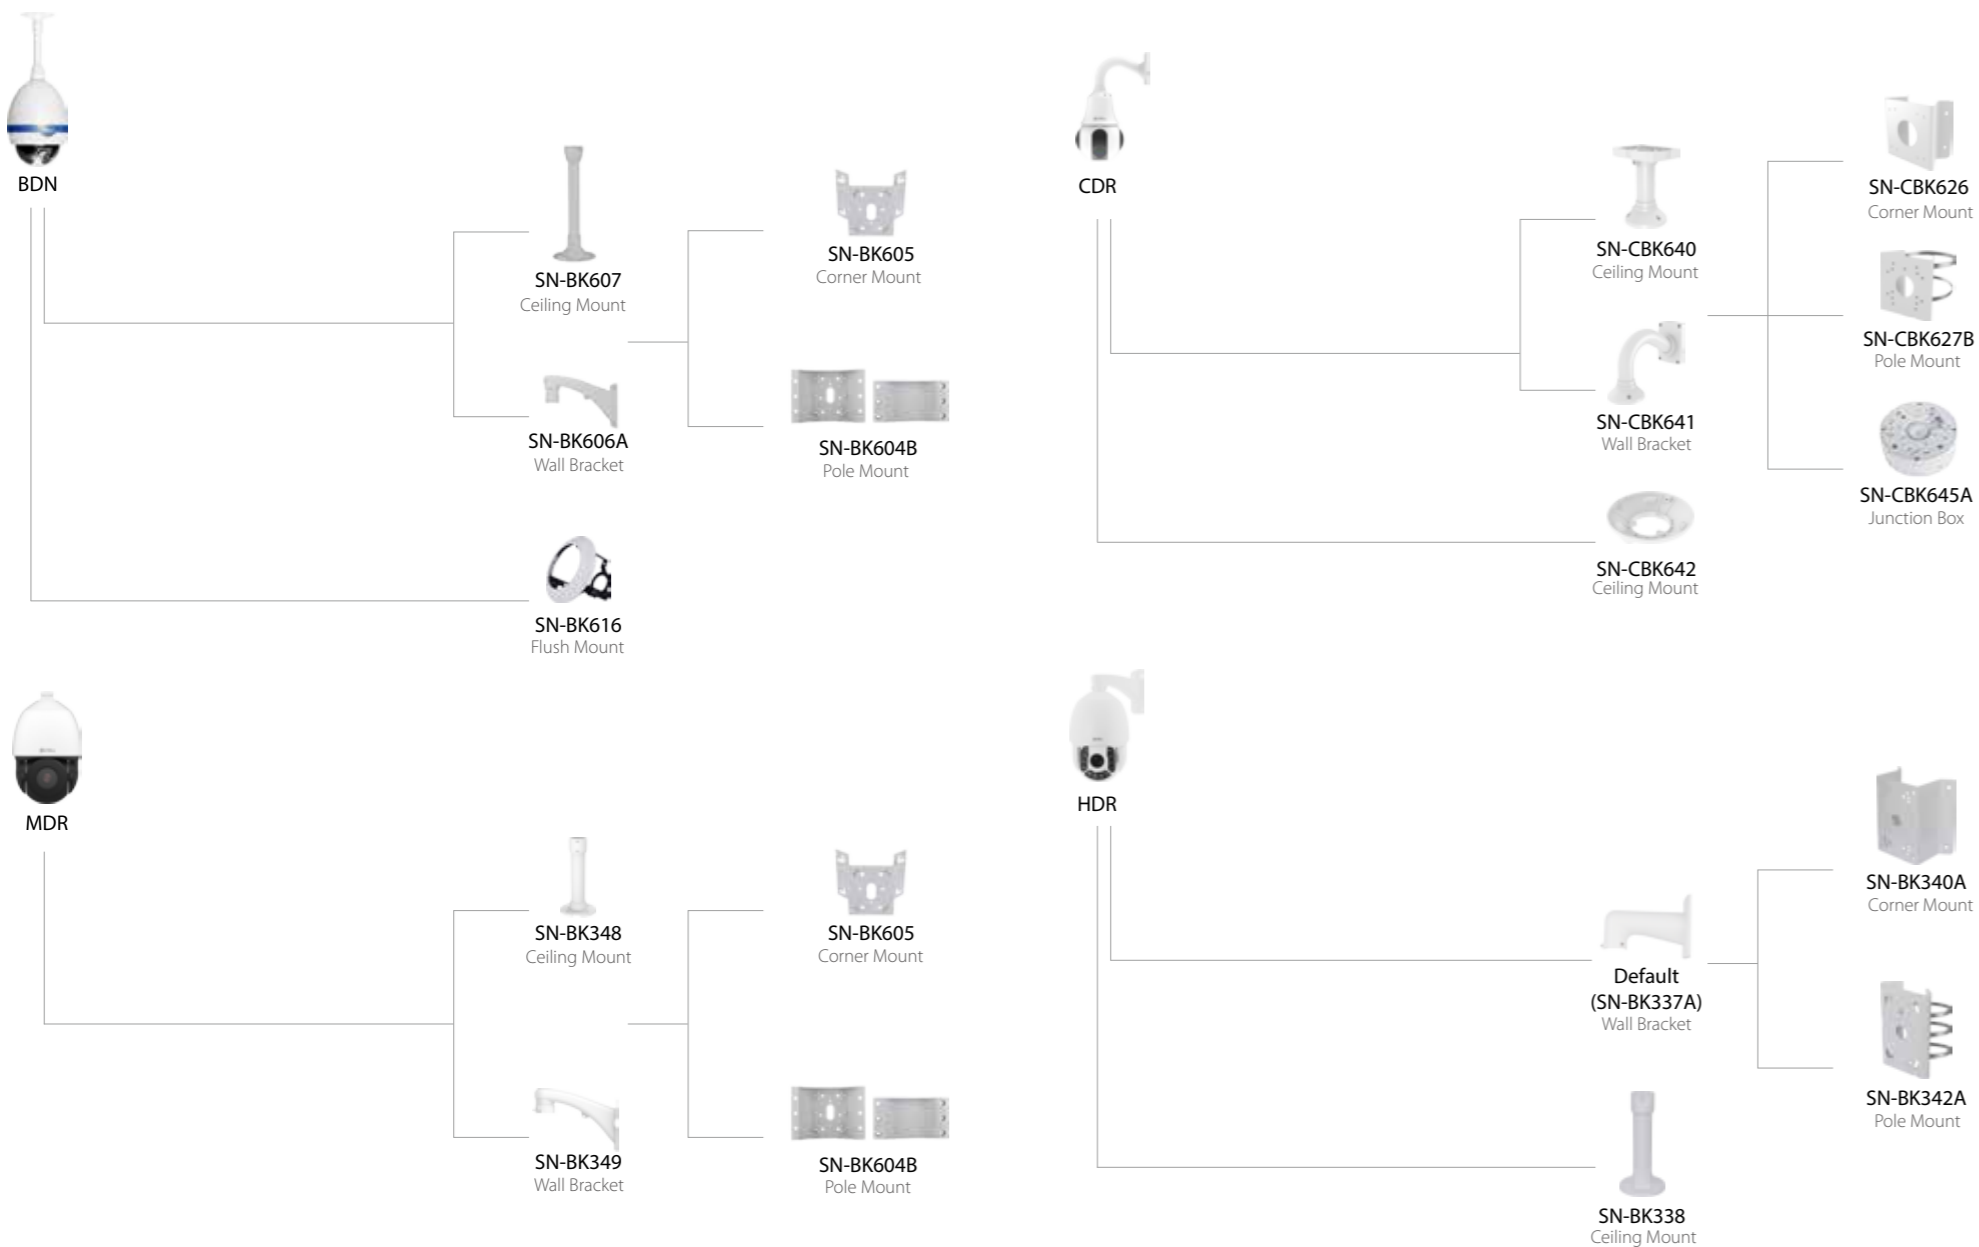 BDN
SN-BK607
Ceiling Mount
SN-BK606A
Wall Bracket
SN-BK605
Corner Mount
SN-BK604B
Pole Mount
SN-BK616
Flush Mount
CDR
SN-CBK640
Ceiling Mount
SN-CBK641
Wall Bracket
SN-CBK642
Ceiling Mount
SN-CBK626
Corner Mount
SN-CBK627B
Pole Mount
SN-CBK645A
Junction Box
MDR
SN-BK348
Ceiling Mount
SN-BK349
Wall Bracket
SN-BK605
Corner Mount
SN-BK604B
Pole Mount
HDR
Default
(SN-BK337A)
Wall Bracket
SN-BK338
Ceiling Mount
SN-BK340A
Corner Mount
SN-BK342A
Pole Mount